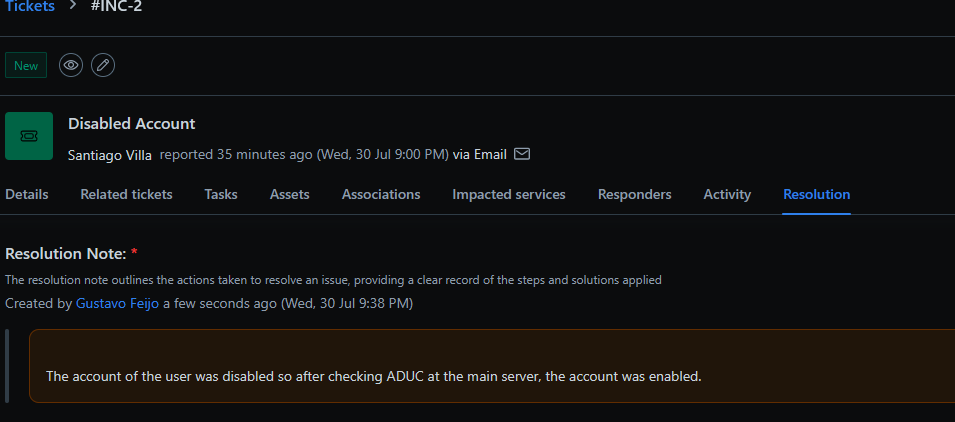 Tickets > #INC-2
New
Disabled Account
Santiago Villa reported 35 minutes ago (Wed, 30 Jul 9:00 PM) via Email
Details Related tickets Tasks Assets Associations Impacted services Responders Activity Resolution
Resolution Note: *
The resolution note outlines the actions taken to resolve an issue, providing a clear record of the steps and solutions applied
Created by Gustavo Feijo a few seconds ago (Wed, 30 Jul 9:38 PM)
The account of the user was disabled so after checking ADUC at the main server, the account was enabled.